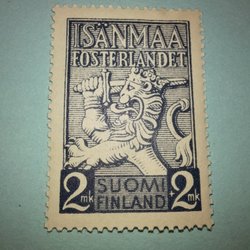 ISÄNMAA
FOSTERLANDET
2 mk + 2 mk
SUOMI
FINLAND